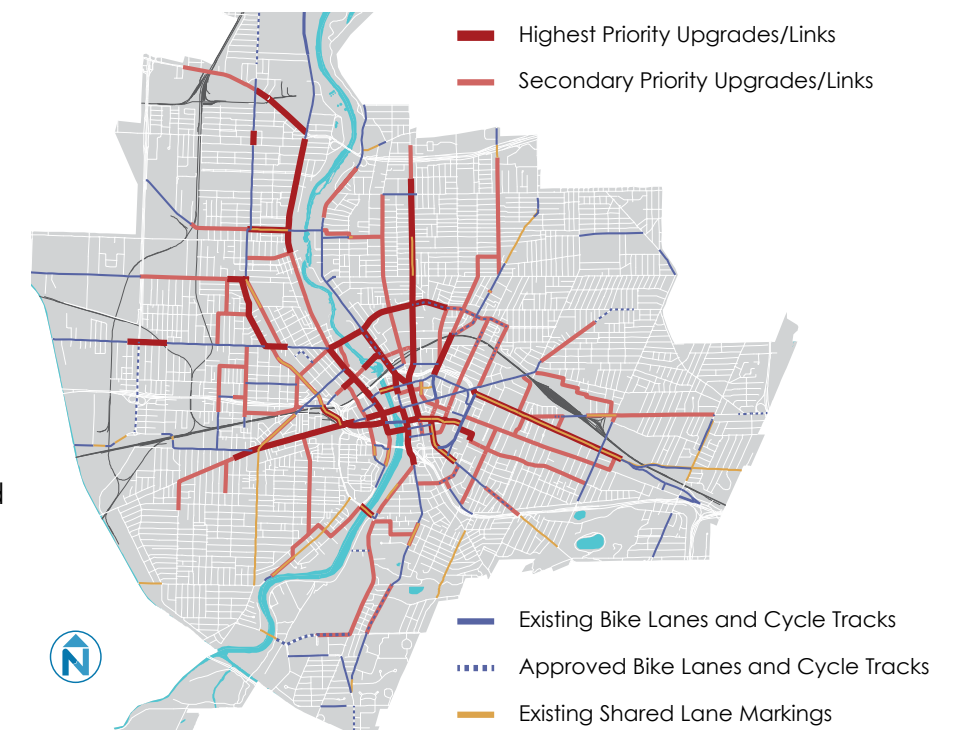 Highest Priority Upgrades/Links
Secondary Priority Upgrades/Links
N
Existing Bike Lanes and Cycle Tracks
Approved Bike Lanes and Cycle Tracks
Existing Shared Lane Markings